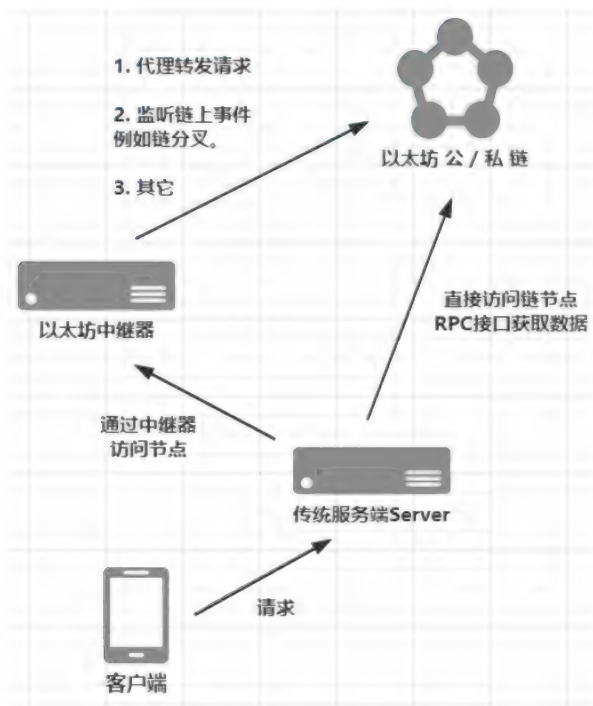 1. 代理转发请求
2. 监听链上事件
例如链分叉。
3. 其它
以太坊 公 / 私 链
以太坊中继器
直接访问链节点
RPC接口获取数据
通过中继器
访问节点
传统服务端Server
请求
客户端